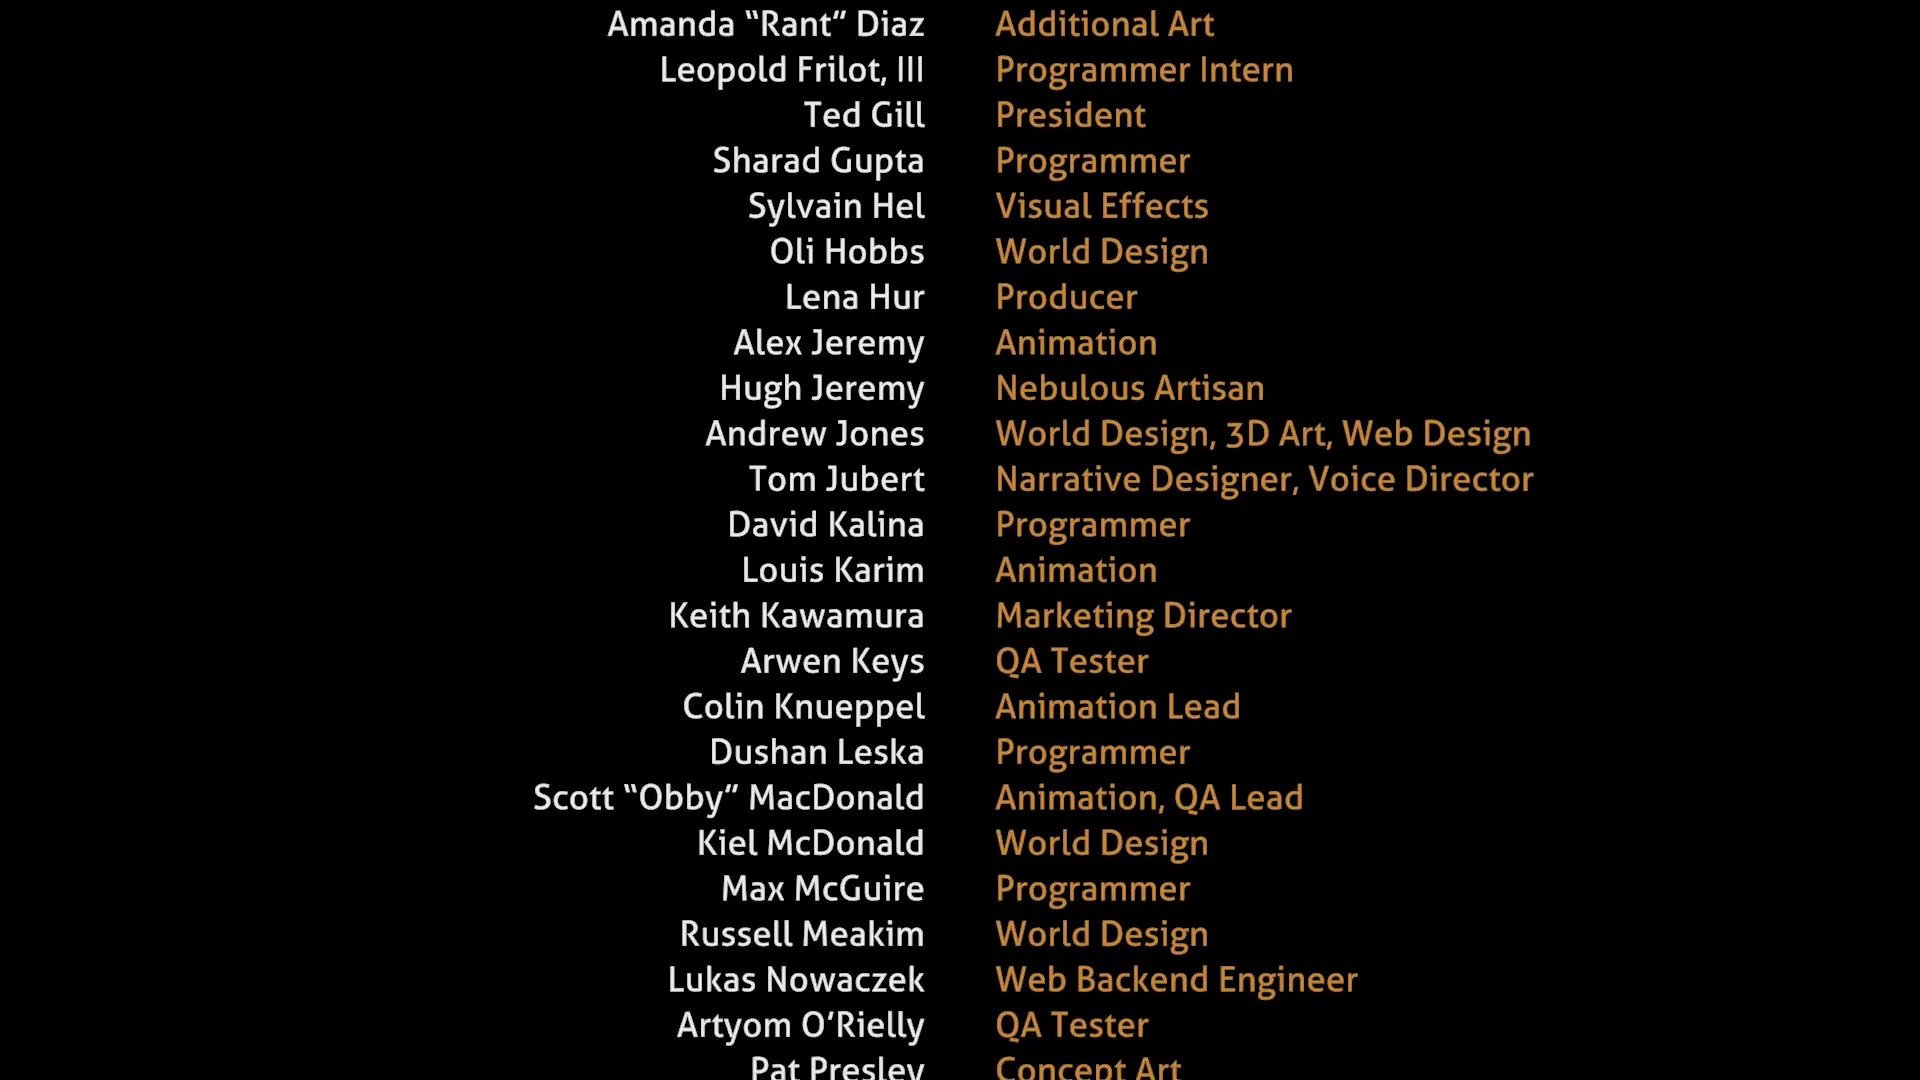 Amanda “Rant” Diaz Additional Art
Leopold Frilot, III Programmer Intern
Ted Gill President
Sharad Gupta Programmer
Sylvain Hel Visual Effects
Oli Hobbs World Design
Lena Hur Producer
Alex Jeremy Animation
Hugh Jeremy Nebulous Artisan
Andrew Jones World Design, 3D Art, Web Design
Tom Jubert Narrative Designer, Voice Director
David Kalina Programmer
Louis Karim Animation
Keith Kawamura Marketing Director
Arwen Keys QA Tester
Colin Knueppel Animation Lead
Dushan Leska Programmer
Scott “Obby” MacDonald Animation, QA Lead
Kiel McDonald World Design
Max McGuire Programmer
Russell Meakim World Design
Lukas Nowaczek Web Backend Engineer
Artyom O’Rielly QA Tester
Pat Presley Concept Art